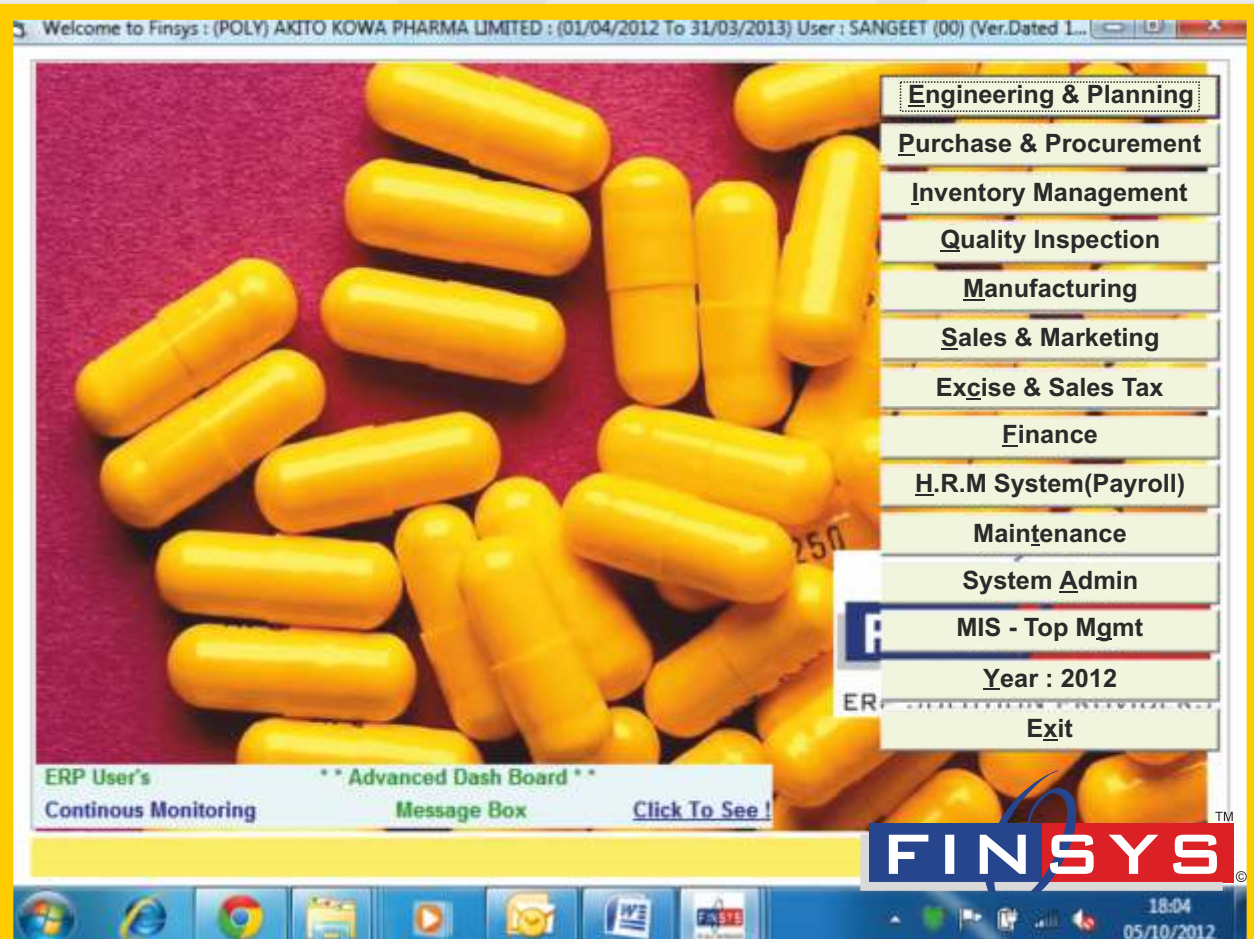 Welcome to Finsys : (POLY) AKITO KOWA PHARMA LIMITED : (01/04/2012 To 31/03/2013) User : SANGEET (00) (Ver.Dated 1...
Engineering & Planning
Purchase & Procurement
Inventory Management
Quality Inspection
Manufacturing
Sales & Marketing
Excise & Sales Tax
Finance
H.R.M System(Payroll)
Maintenance
System Admin
MIS - Top Mgmt
Year : 2012
Exit
250
ERP User's * * Advanced Dash Board * *
Continous Monitoring Message Box Click To See !
FINSYS TM ©
FINSYS
18:04
05/10/2012